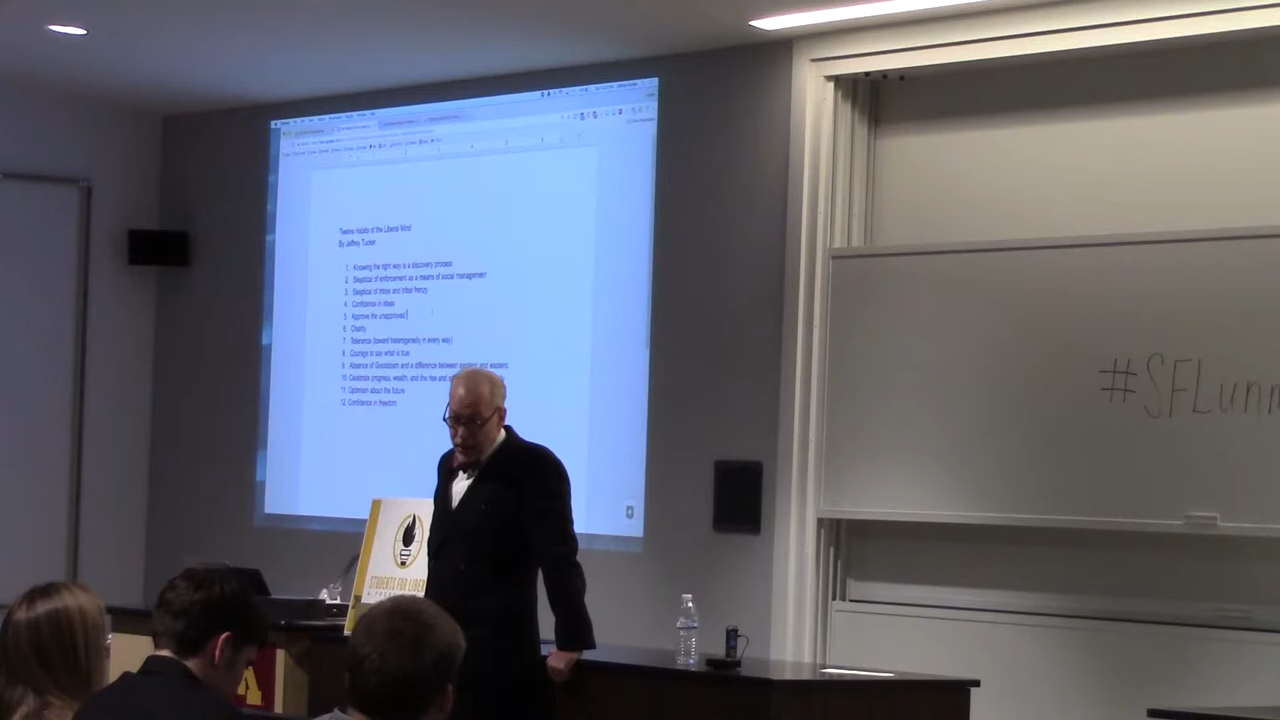 Twelve Habits of the Liberal Mind
By Jeffrey Tucker
1. Knowing the right way is a discovery process
2. Skeptical of enforcement as a means of social management
3. Skeptical of tribes and tribal frenzy
4. Confidence in ideas
5. Approve the unapproved
6. Charity
7. Tolerance (toward heterogeneity in every way)
8. Courage to say what is true
9. Absence of and a difference between and esoteric
10. Celebrate progress, wealth, and the rise and
11. Optimism about the future
12. Confidence in freedom
#SFLunm
STUDENTS FOR LIBER
A